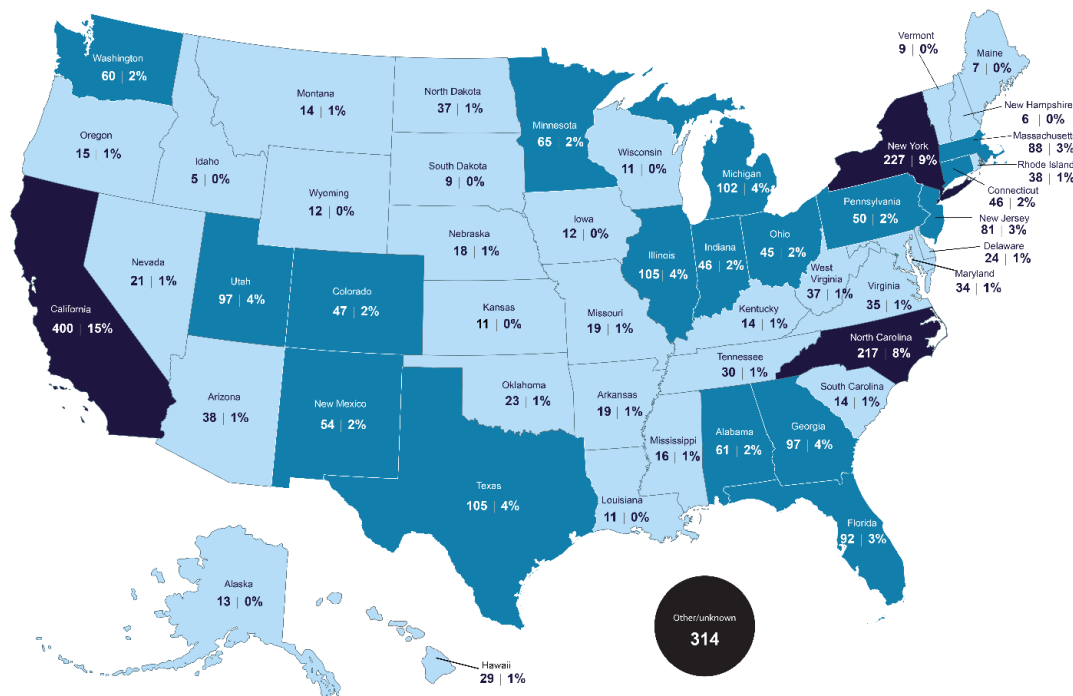 Washington
60 | 2%
Oregon
15 | 1%
California
400 | 15%
Nevada
21 | 1%
Idaho
5 | 0%
Montana
14 | 1%
Wyoming
12 | 0%
Utah
97 | 4%
Colorado
47 | 2%
Arizona
38 | 1%
New Mexico
54 | 2%
North Dakota
37 | 1%
South Dakota
9 | 0%
Nebraska
18 | 1%
Kansas
11 | 0%
Oklahoma
23 | 1%
Texas
105 | 4%
Minnesota
65 | 2%
Iowa
12 | 0%
Missouri
19 | 1%
Arkansas
19 | 1%
Louisiana
11 | 0%
Wisconsin
11 | 0%
Illinois
105 | 4%
Michigan
102 | 4%
Indiana
46 | 2%
Ohio
45 | 2%
Kentucky
14 | 1%
Tennessee
30 | 1%
Mississippi
16 | 1%
Alabama
61 | 2%
Georgia
97 | 4%
Florida
92 | 3%
South Carolina
14 | 1%
North Carolina
217 | 8%
Virginia
35 | 1%
West
Virginia
37 | 1%
Pennsylvania
50 | 2%
New York
227 | 9%
Vermont
9 | 0%
Maine
7 | 0%
New Hampshire
6 | 0%
Massachusetts
88 | 3%
Rhode Island
38 | 1%
Connecticut
46 | 2%
New Jersey
81 | 3%
Delaware
24 | 1%
Maryland
34 | 1%
Alaska
13 | 0%
Hawaii
29 | 1%
Other/unknown
314